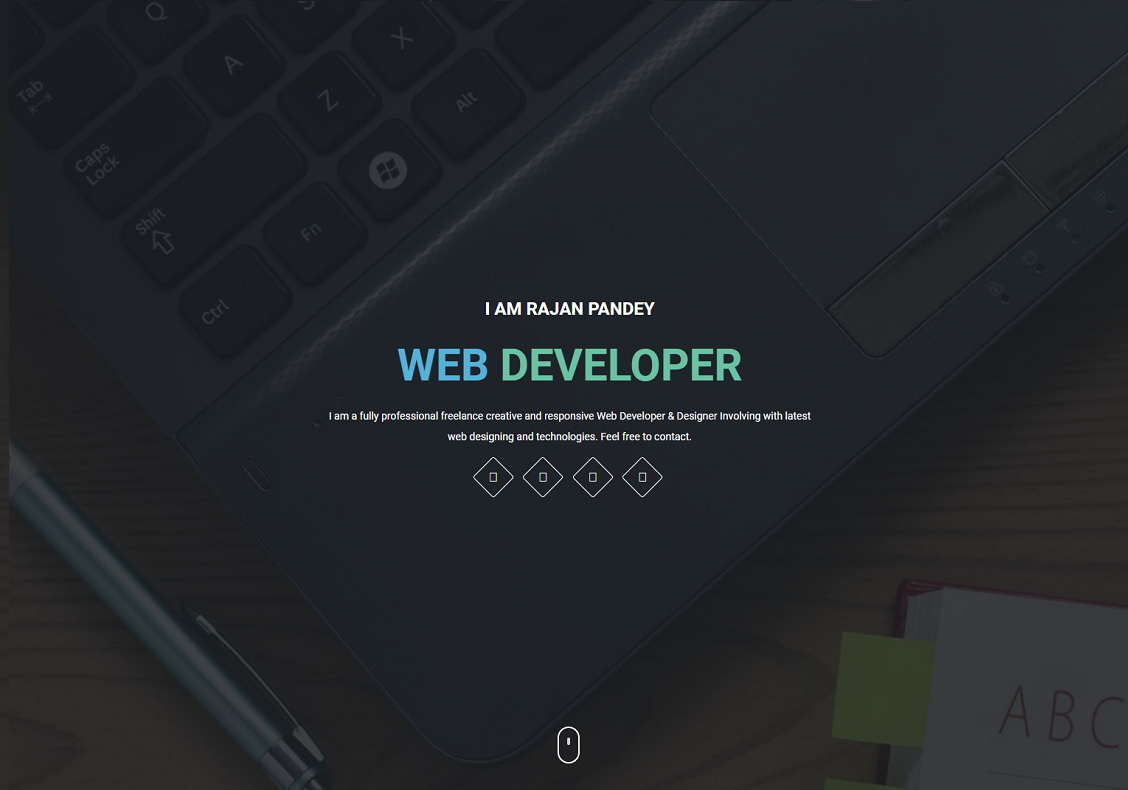 Q
A
X
Tab
Z
Alt
Caps
Lock
Shift
Fn
Ctrl
I AM RAJAN PANDEY
WEB DEVELOPER
I am a fully professional freelance creative and responsive Web Developer & Designer Involving with latest
web designing and technologies. Feel free to contact.
ABC